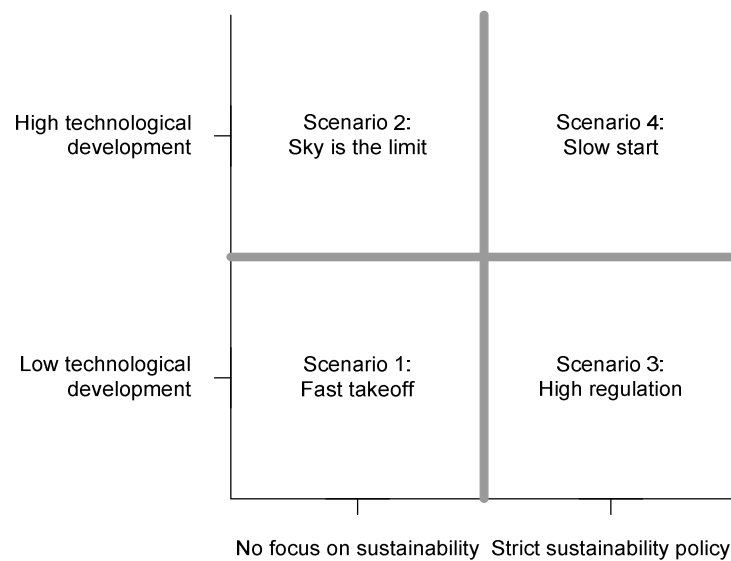 High technological
development
Scenario 2:
Sky is the limit
Scenario 4:
Slow start
Low technological
development
Scenario 1:
Fast takeoff
Scenario 3:
High regulation
No focus on sustainability
Strict sustainability policy